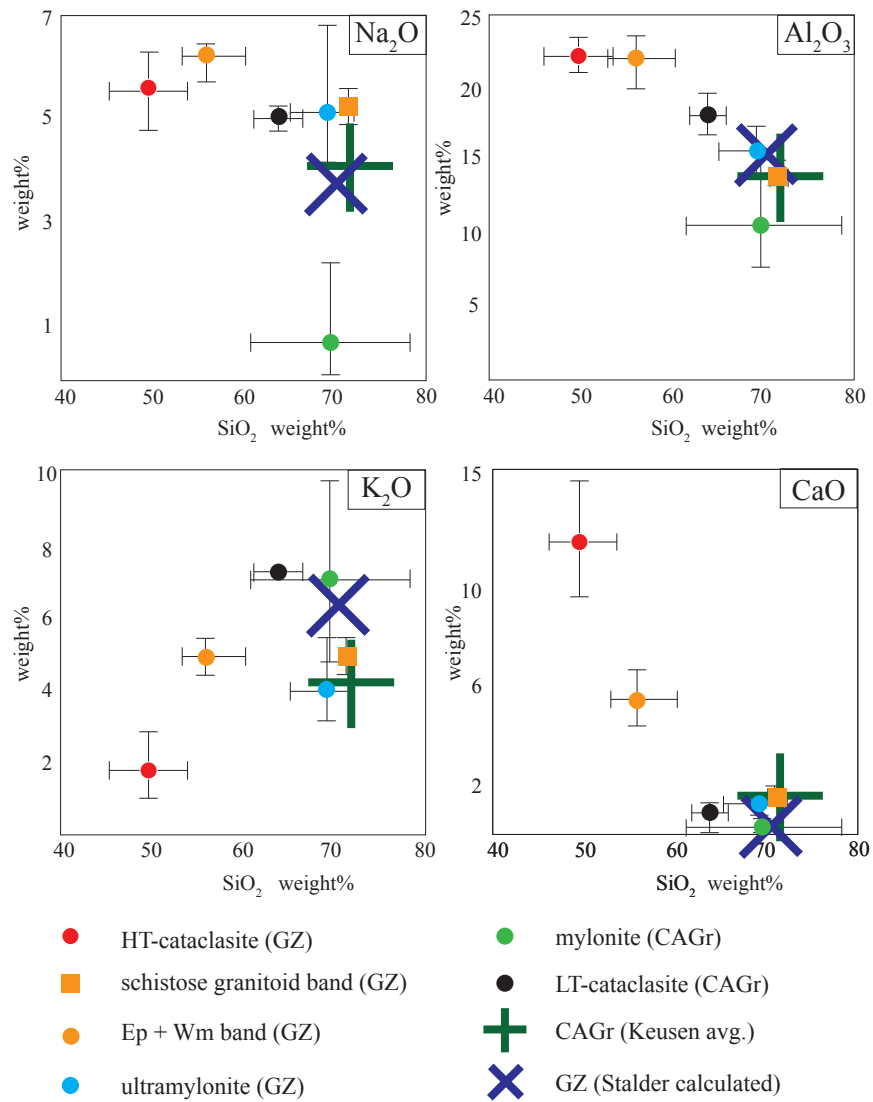 Na₂O
7
5
3
1
weight%
40 50 60 70 80
SiO₂ weight%
Al₂O₃
20
15
10
5
weight%
40 50 60 70 80
SiO₂ weight%
K₂O
10
8
6
4
2
weight%
40 50 60 70 80
SiO₂ weight%
CaO
15
10
6
2
weight%
40 50 60 70 80
SiO₂ weight%
HT-cataclasite (GZ)
schistose granitoid band (GZ)
Ep + Wm band (GZ)
ultramylonite (GZ)
mylonite (CAGr)
LT-cataclasite (CAGr)
CAGr (Keusen avg.)
GZ (Stalder calculated)